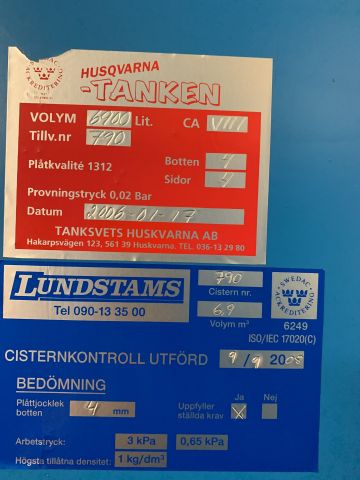 HUSQVARNA
-TANKEN
VOLYM 6900 Lit. CA VIII
Tillv.nr 790
Plåtkvalité 1312 Botten 4
Sidor 4
Provningstryck 0,02 Bar
Datum 2006-01-17
TANKSVETS HUSKVARNA AB
Hakarpsvägen 123, 561 39 Huskvarna. TEL. 036-13 29 80
LUNDSTAMS
Tel 090-13 35 00
790
Cistern nr.
6,9
Volym m³
SWEDAC
ACKREDITERING
6249
ISO/IEC 17020(C)
CISTERNKONTROLL UTFÖRD 9/9 2008
BEDÖMNING
Plåttjocklek botten 4 mm
Uppfyller ställda krav
Ja Nej
X
Arbetstryck: 3 kPa 0,65 kPa
Högsta tillåtna densitet: 1 kg/dm³